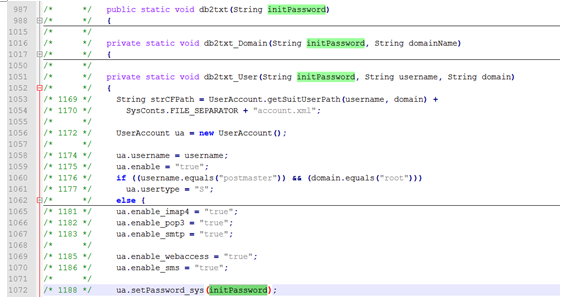 987 /*      */   public static void db2txt(String initPassword)
988 /*      */   {
1015 /*      */
1016 /*      */   private static void db2txt_Domain(String initPassword, String domainName)
1017 /*      */   {
1050 /*      */
1051 /*      */   private static void db2txt_User(String initPassword, String username, String domain)
1052 /*      */   {
1053 /* 1169 */     String strCFPath = UserAccount.getSuitUserPath(username, domain) +
1054 /* 1170 */       SysConts.FILE_SEPARATOR + "account.xml";
1055 /*      */
1056 /* 1172 */     UserAccount ua = new UserAccount();
1057 /*      */
1058 /* 1174 */     ua.username = username;
1059 /* 1175 */     ua.enable = "true";
1060 /* 1176 */     if ((username.equals("postmaster")) && (domain.equals("root")))
1061 /* 1177 */       ua.usertype = "S";
1062 /*      */     else {
1065 /* 1181 */     ua.enable_imap4 = "true";
1066 /* 1182 */     ua.enable_pop3 = "true";
1067 /* 1183 */     ua.enable_smtp = "true";
1068 /*      */
1069 /* 1185 */     ua.enable_webaccess = "true";
1070 /* 1186 */     ua.enable_sms = "true";
1071 /*      */
1072 /* 1188 */     ua.setPassword_sys(initPassword);